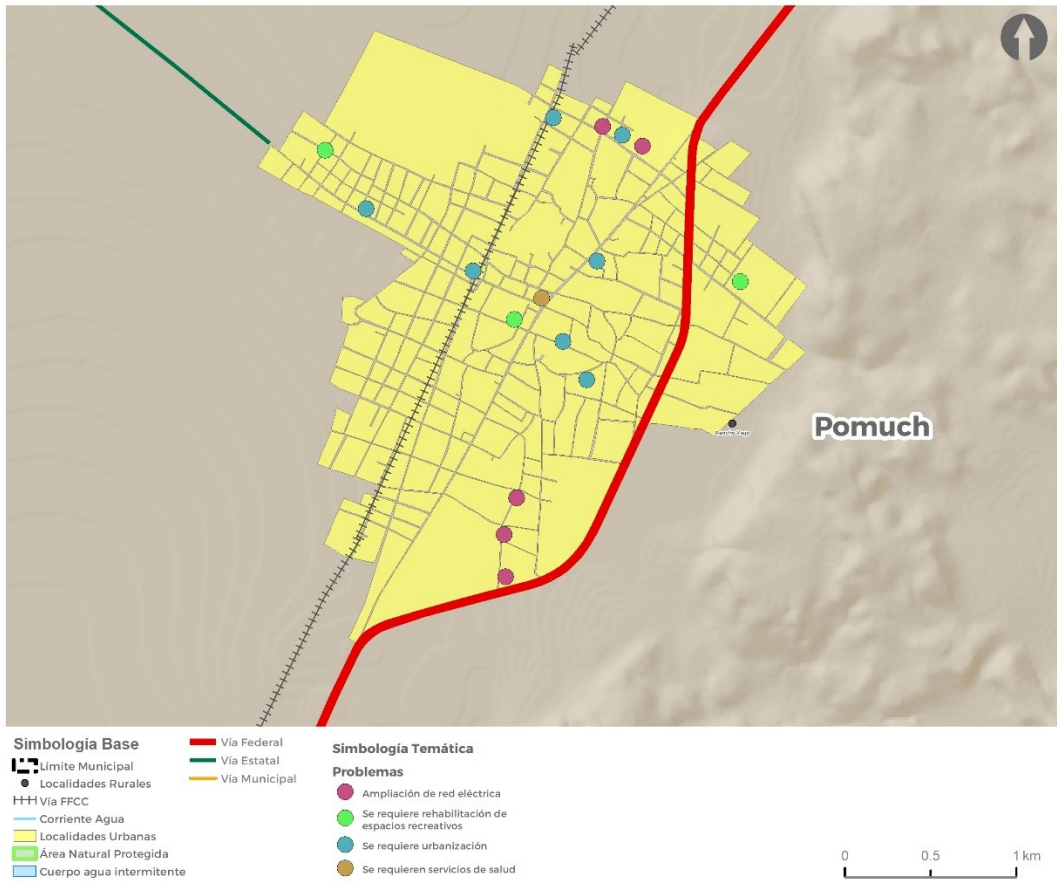 Pomuch
Rancho Viejo
Simbología Base
Límite Municipal
Localidades Rurales
Vía FFCC
Corriente Agua
Localidades Urbanas
Área Natural Protegida
Cuerpo agua intermitente
Vía Federal
Vía Estatal
Vía Municipal
Simbología Temática
Problemas
Ampliación de red eléctrica
Se requiere rehabilitación de
espacios recreativos
Se requiere urbanización
Se requieren servicios de salud
0 0.5 1 km